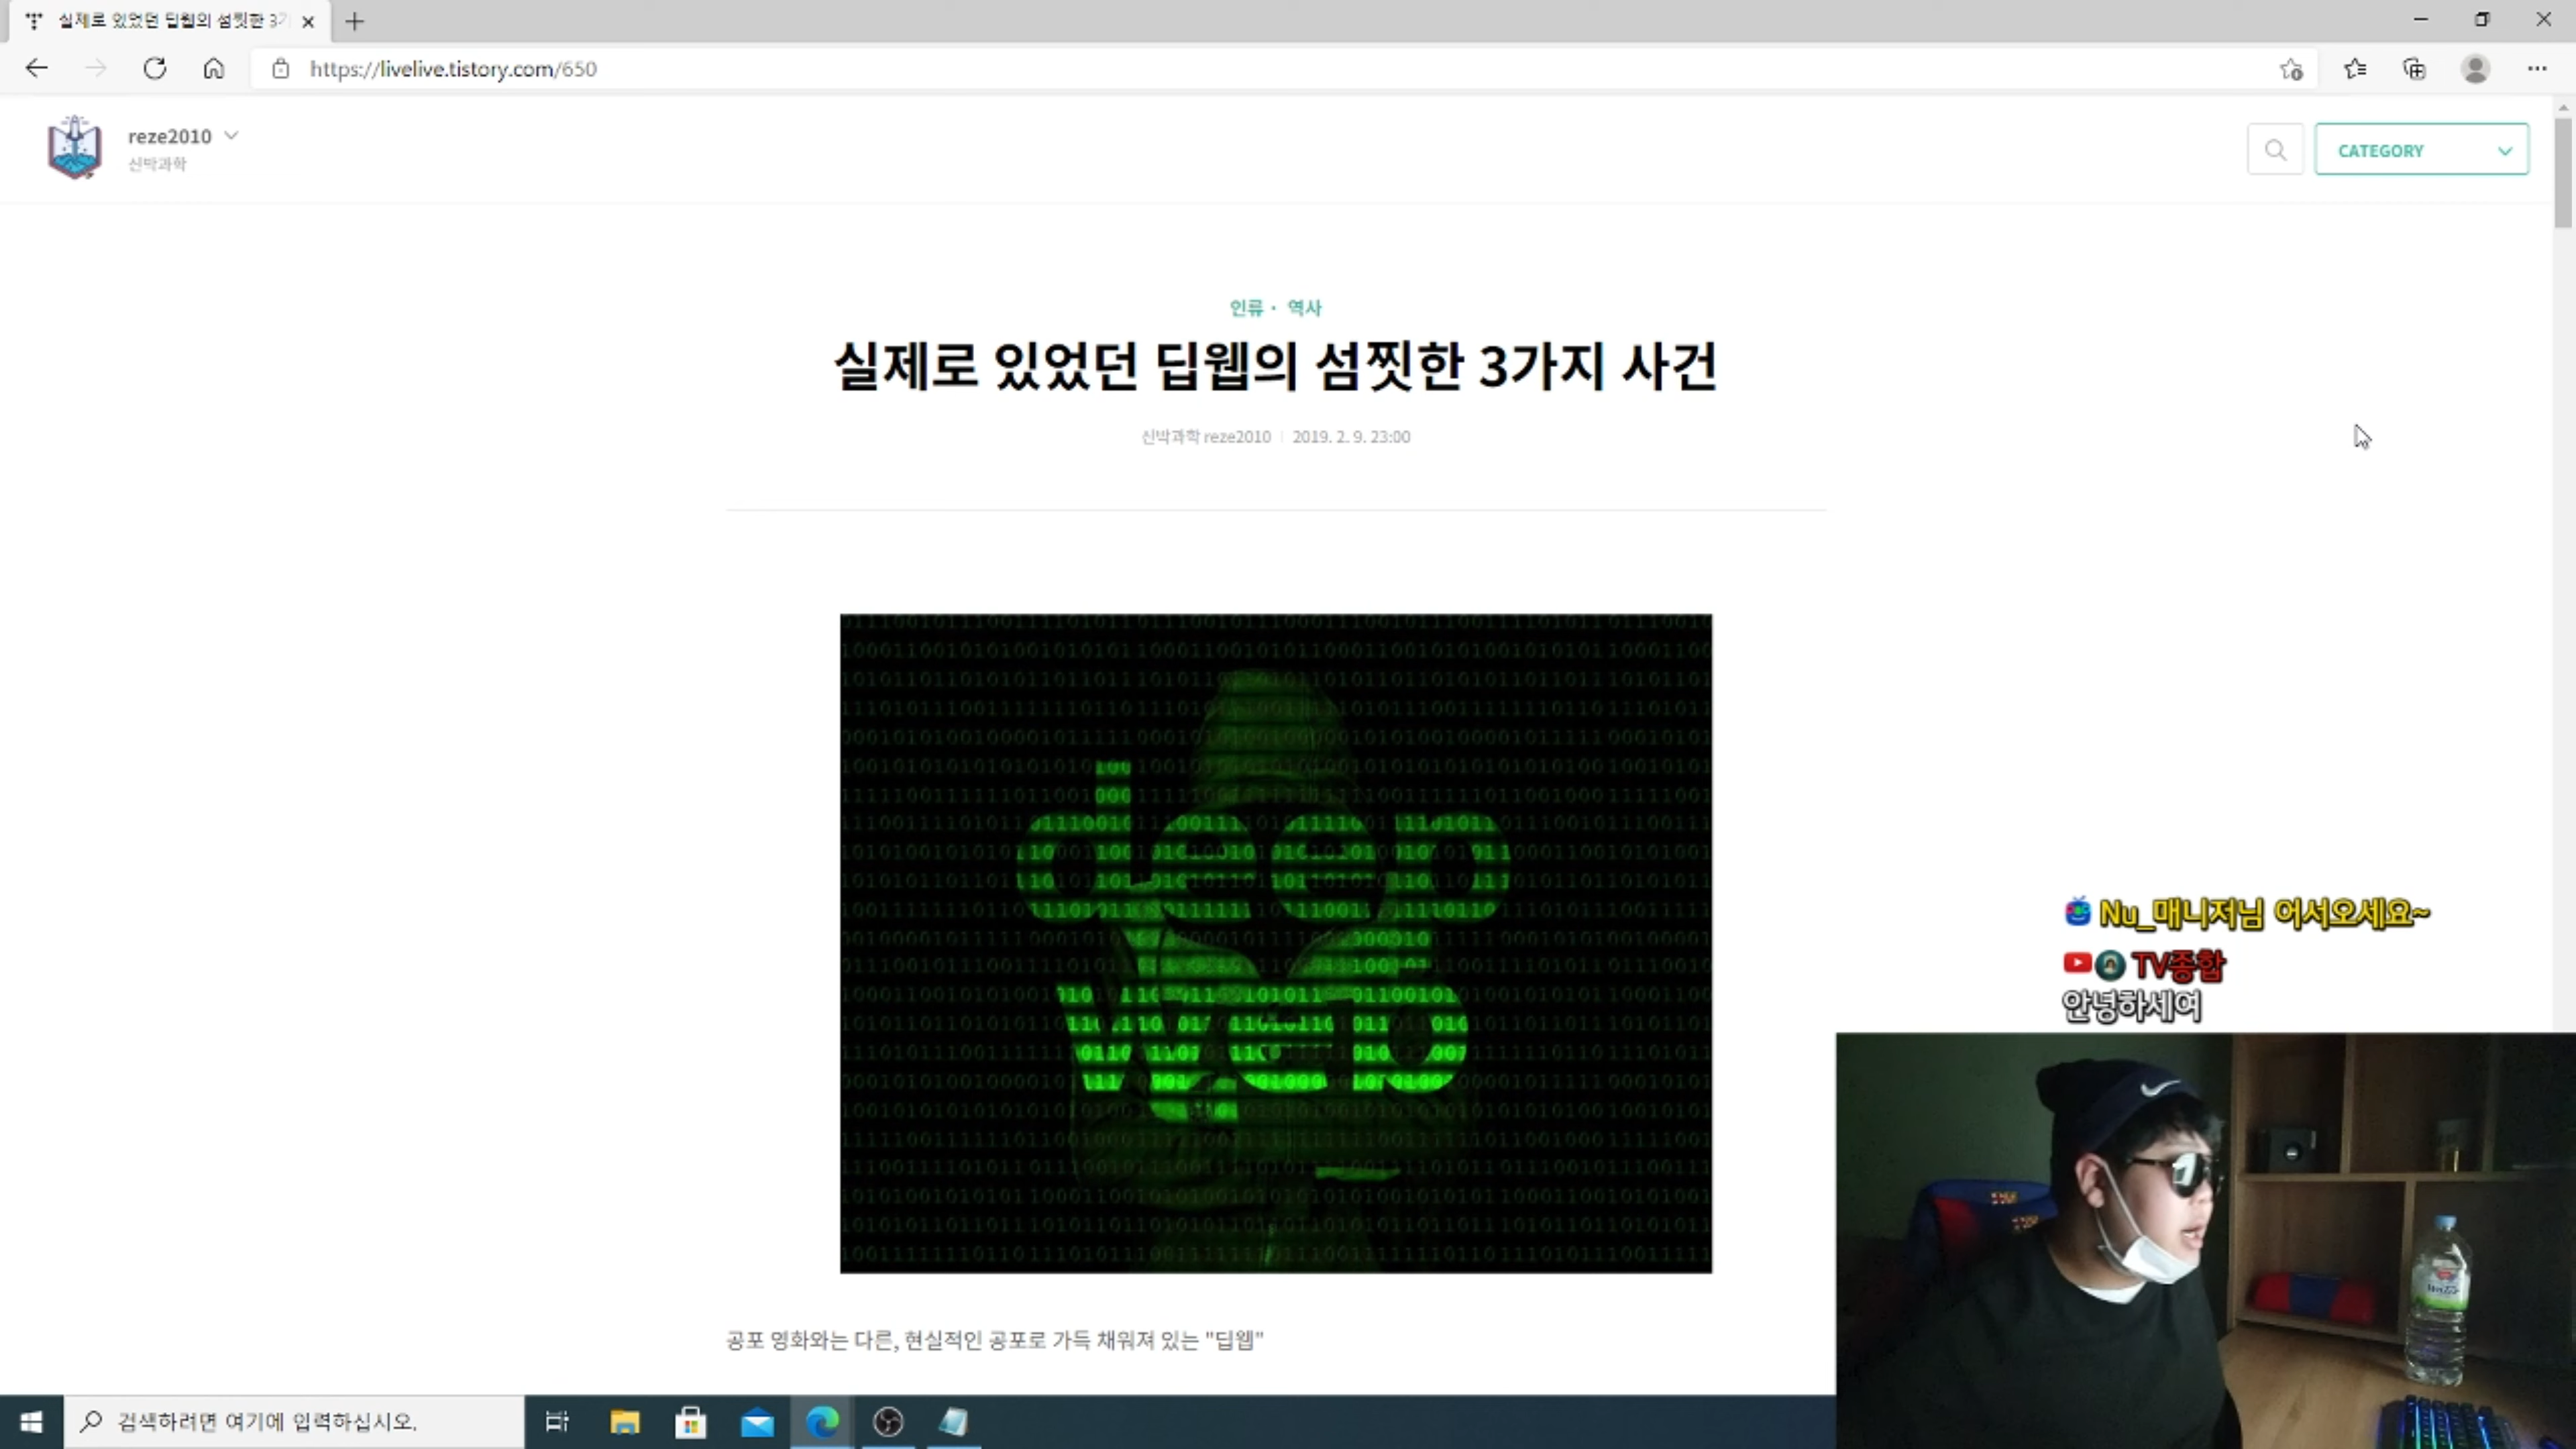 실제로 있었던 딥웹의 섬찟한 3가
https://livelive.tistory.com/650
reze2010
신박과학
CATEGORY
인류 · 역사
실제로 있었던 딥웹의 섬찟한 3가지 사건
신박과학 reze2010 | 2019. 2. 9. 23:00
deep
web
공포 영화와는 다른, 현실적인 공포로 가득 채워져 있는 "딥웹"
Nu_매니저님 어서오세요~
TV종합
안녕하세여
검색하려면 여기에 입력하십시오.